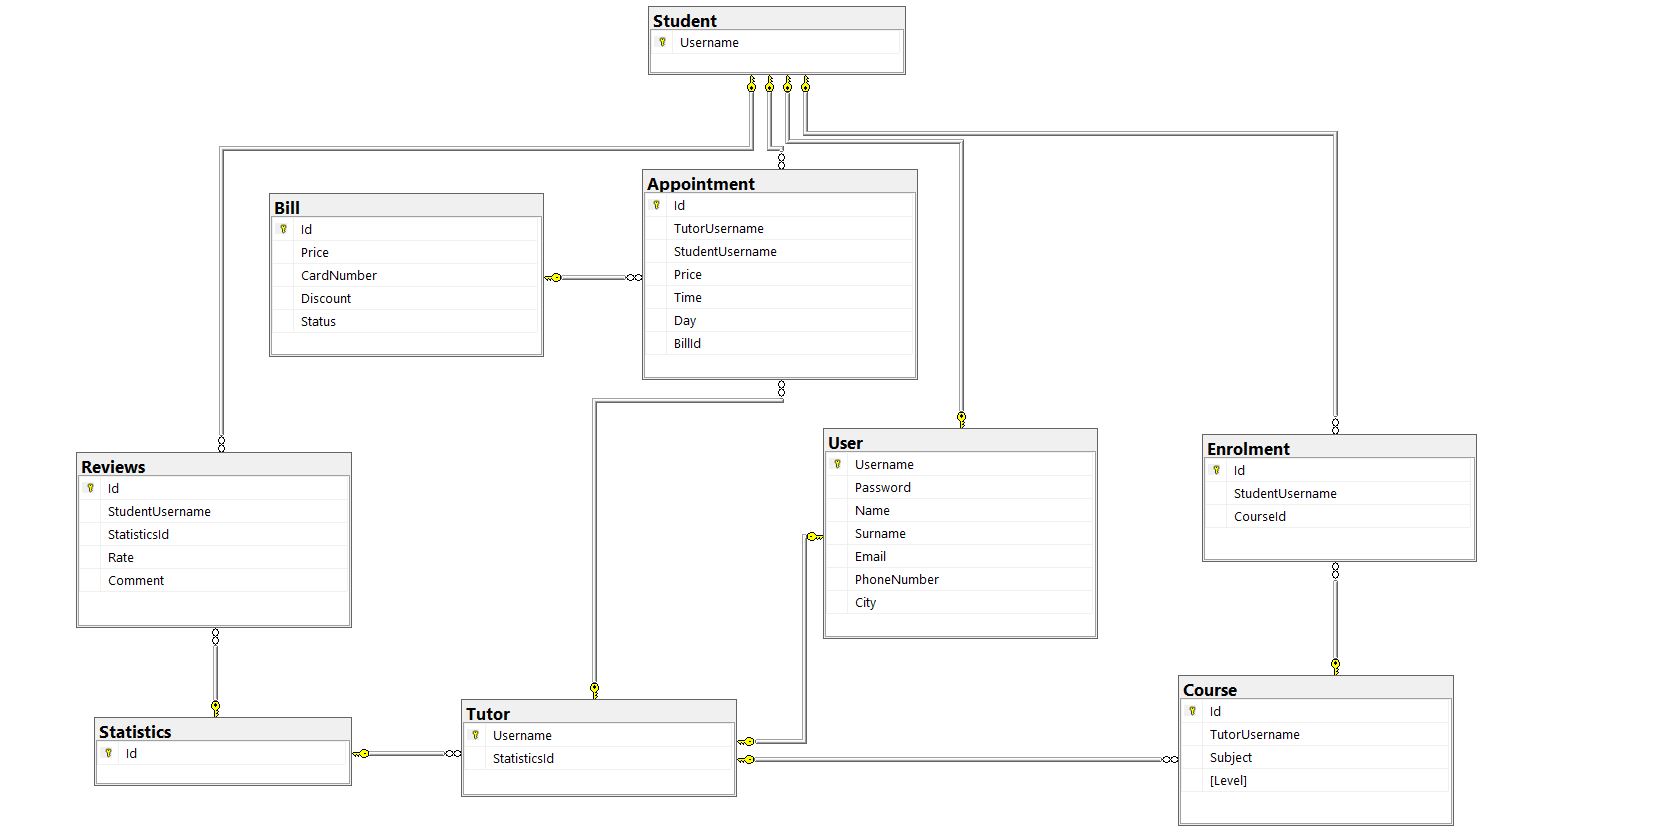 Student
Username
Bill
Id
Price
CardNumber
Discount
Status
Appointment
Id
TutorUsername
StudentUsername
Price
Time
Day
BillId
Reviews
Id
StudentUsername
StatisticsId
Rate
Comment
User
Username
Password
Name
Surname
Email
PhoneNumber
City
Enrolment
Id
StudentUsername
CourseId
Statistics
Id
Tutor
Username
StatisticsId
Course
Id
TutorUsername
Subject
[Level]